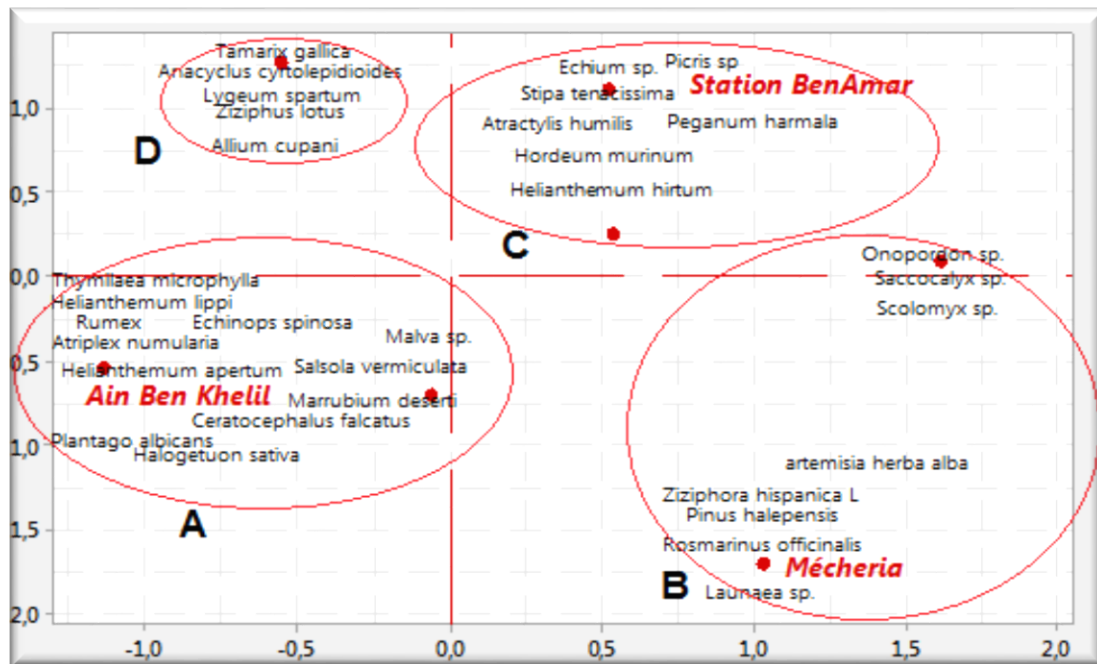 Tamarix gallica
Anacyclus cyrtolepidioides
Lygeum spartum
Ziziphus lotus
Allium cupani
D
Echium sp.
Picris sp
Station BenAmar
Stipa tenacissima
Atractylis humilis
Peganum harmala
Hordeum murinum
Helianthemum hirtum
C
Thymilaea microphylla
Helianthemum lippi
Rumex
Echinops spinosa
Malva sp.
Atriplex numularia
Helianthemum apertum
Salsola vermiculata
Ain Ben Khelil
Marrubium deserti
Ceratocephalus falcatus
Plantago albicans
Halogetuon sativa
A
Onopordon sp.
Saccocalyx sp.
Scolomyx sp.
artemisia herba alba
Ziziphora hispanica L
Pinus halepensis
Rosmarinus officinalis
Mécheria
B
Launaea sp.
1,0
0,5
0,0
0,5
1,0
1,5
2,0
-1,0
-0,5
0,0
0,5
1,0
1,5
2,0